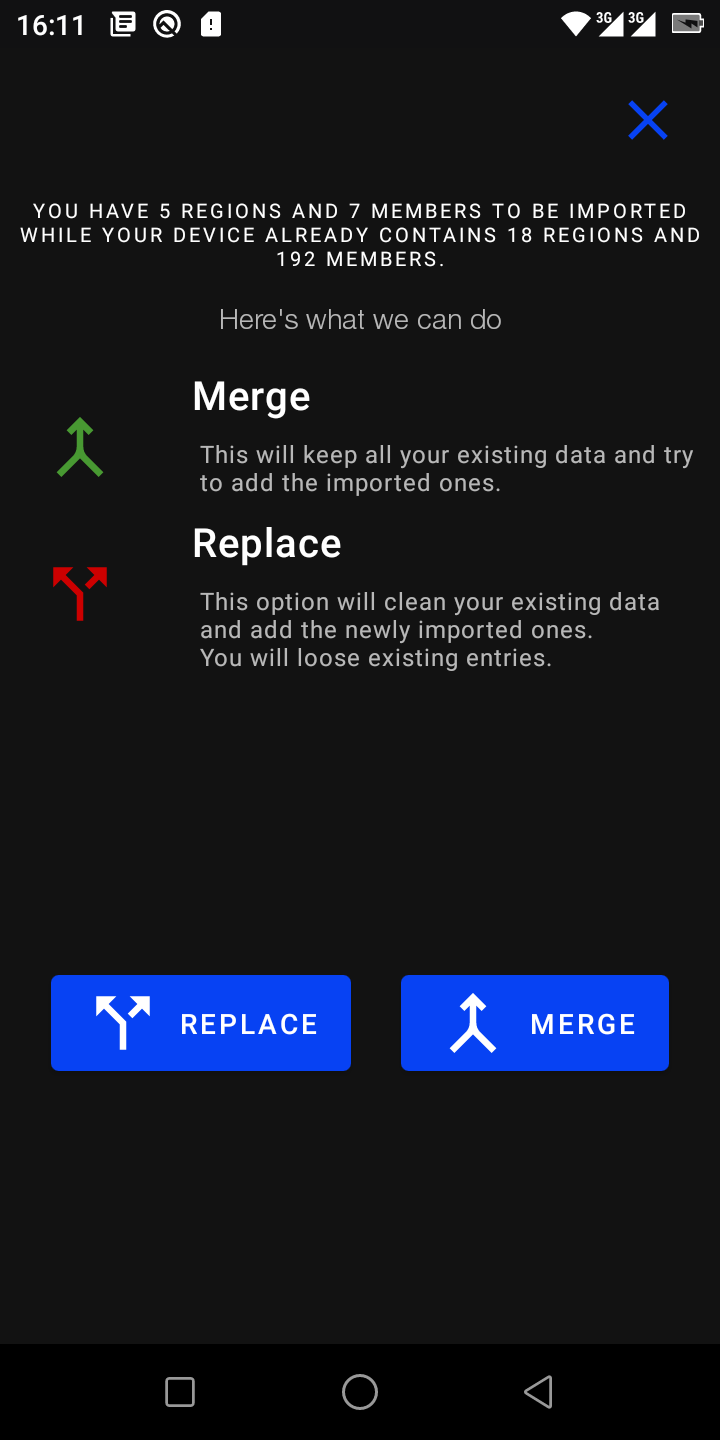 16:11
3G 3G
YOU HAVE 5 REGIONS AND 7 MEMBERS TO BE IMPORTED
WHILE YOUR DEVICE ALREADY CONTAINS 18 REGIONS AND
192 MEMBERS.
Here's what we can do
Merge
This will keep all your existing data and try
to add the imported ones.
Replace
This option will clean your existing data
and add the newly imported ones.
You will loose existing entries.
REPLACE
MERGE